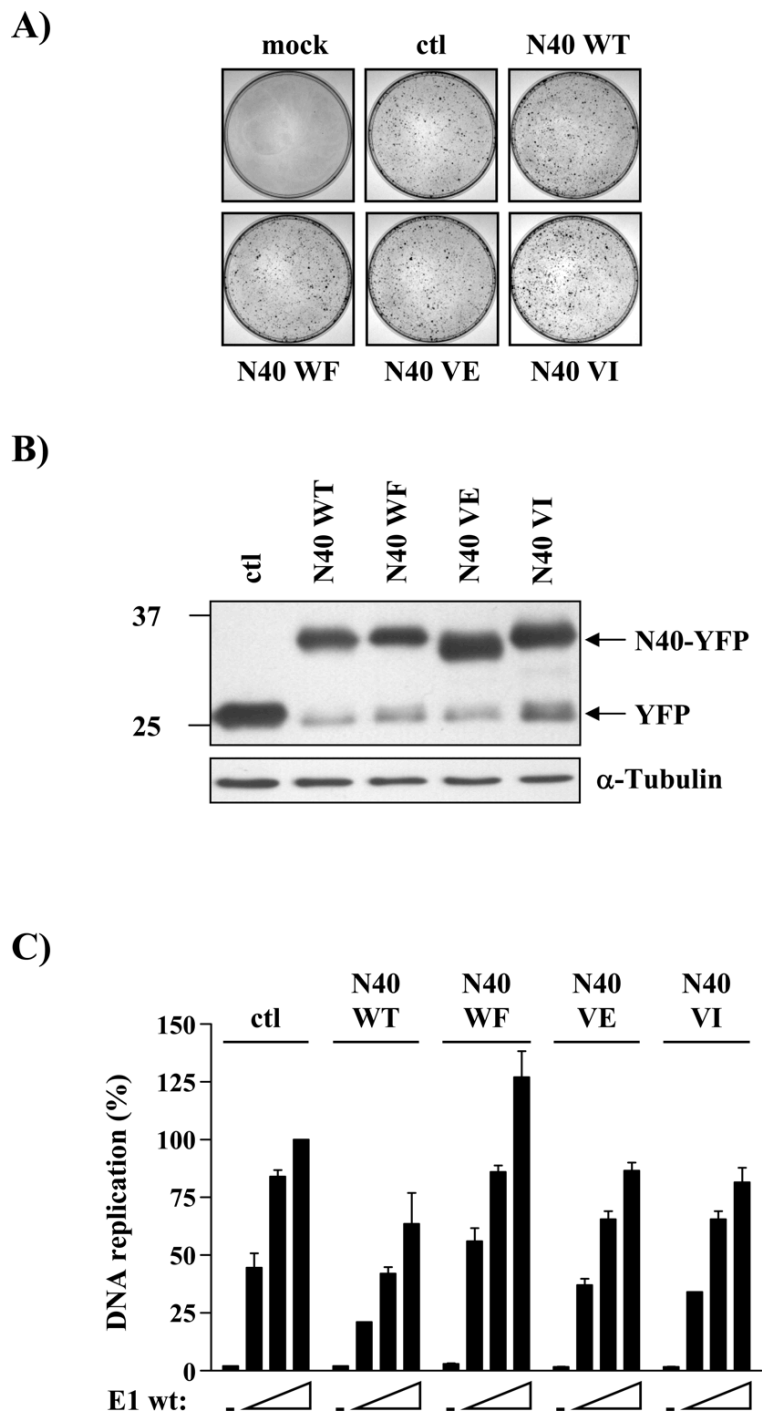 A)
mock ctl N40 WT
N40 WF N40 VE N40 VI
B)
ctl N40 WT N40 WF N40 VE N40 VI
37
N40-YFP
25 YFP
α-Tubulin
C)
N40 N40 N40 N40
ctl WT WF VE VI
150
125
100
75
50
25
0
DNA replication (%)
E1 wt: - - - - -